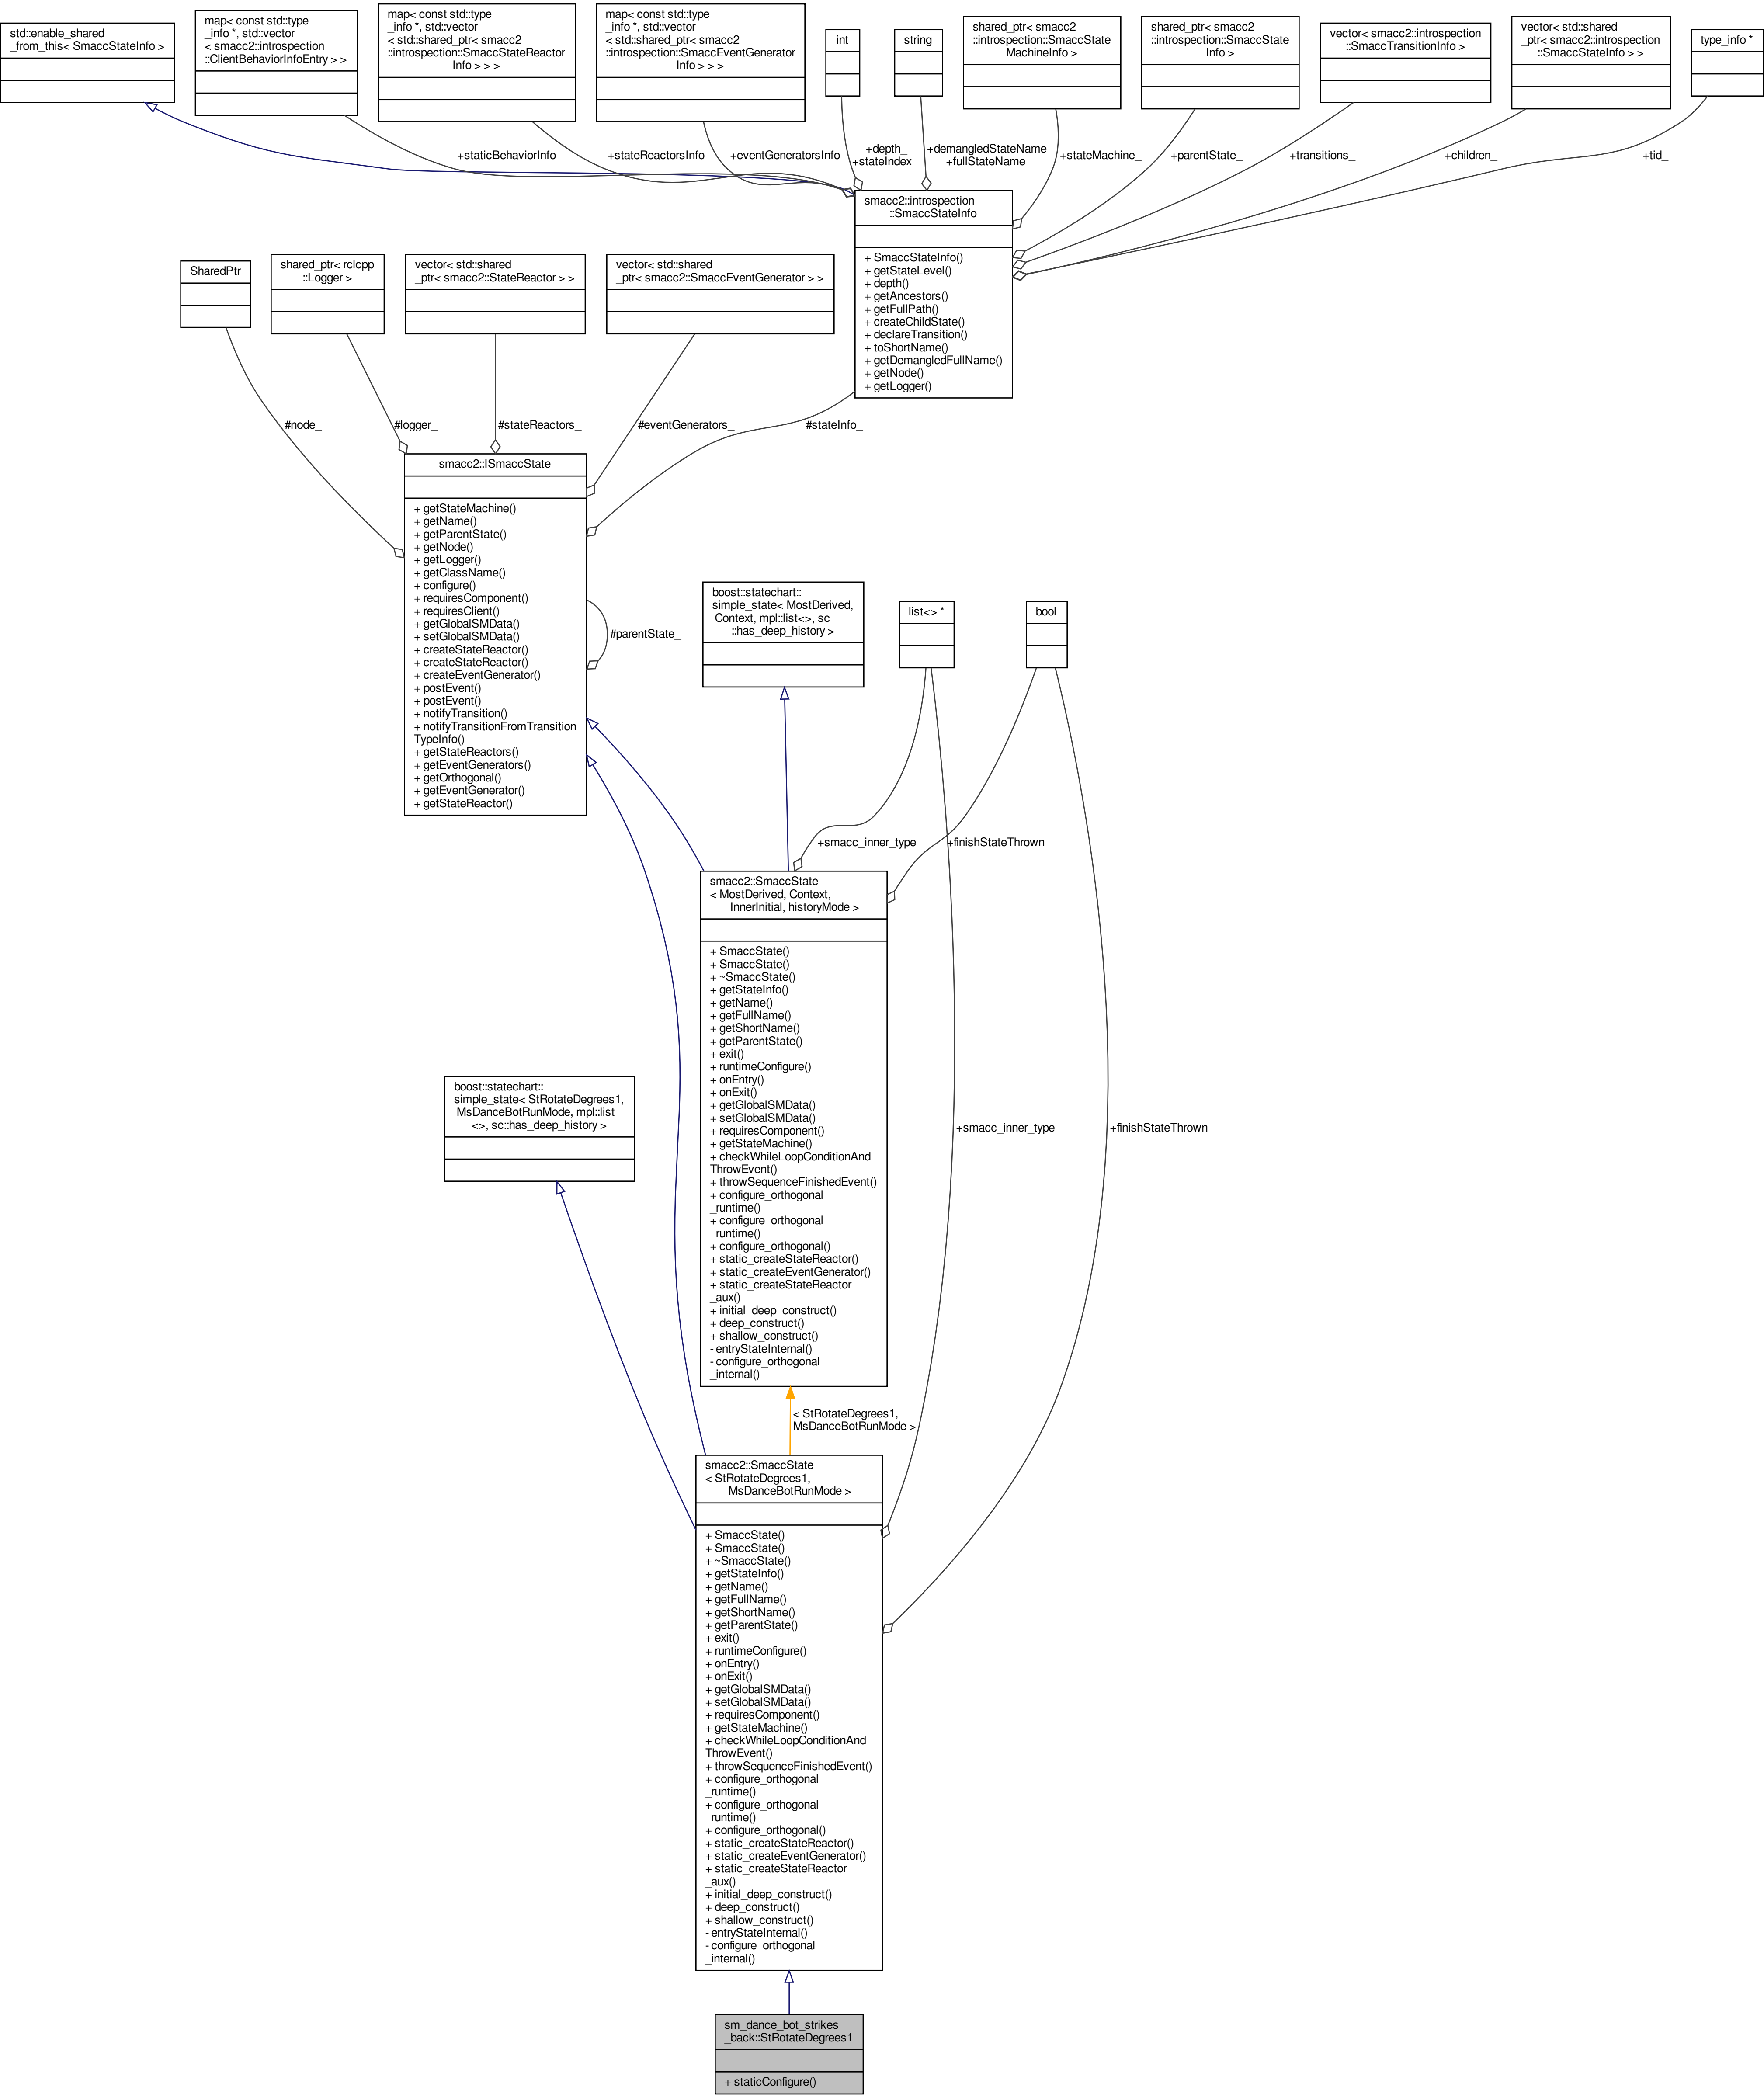 std::enable_shared
_from_this< SmaccStateInfo >
map< const std::type
_info *, std::vector
< smacc2::introspection
::ClientBehaviorInfoEntry > >
map< const std::type
_info *, std::vector
< std::shared_ptr< smacc2
::introspection::SmaccStateReactor
Info > > >
map< const std::type
_info *, std::vector
< std::shared_ptr< smacc2
::introspection::SmaccEventGenerator
Info > > >
int
string
shared_ptr< smacc2
::introspection::SmaccState
MachineInfo >
shared_ptr< smacc2
::introspection::SmaccState
Info >
vector< smacc2::introspection
::SmaccTransitionInfo >
vector< std::shared
_ptr< smacc2::introspection
::SmaccStateInfo > >
type_info *
+staticBehaviorInfo
+stateReactorsInfo
+eventGeneratorsInfo
+depth_
+stateIndex_
+demangledStateName
+fullStateName
+stateMachine_
+parentState_
+transitions_
+children_
+tid_
smacc2::introspection
::SmaccStateInfo
+ SmaccStateInfo()
+ getStateLevel()
+ depth()
+ getAncestors()
+ getFullPath()
+ createChildState()
+ declareTransition()
+ toShortName()
+ getDemangledFullName()
+ getNode()
+ getLogger()
SharedPtr
shared_ptr< rclcpp
::Logger >
vector< std::shared
_ptr< smacc2::StateReactor > >
vector< std::shared
_ptr< smacc2::SmaccEventGenerator > >
#node_
#logger_
#stateReactors_
#eventGenerators_
#stateInfo_
smacc2::ISmaccState
+ getStateMachine()
+ getName()
+ getParentState()
+ getNode()
+ getLogger()
+ getClassName()
+ configure()
+ requiresComponent()
+ requiresClient()
+ getGlobalSMData()
+ setGlobalSMData()
+ createStateReactor()
+ createStateReactor()
+ createEventGenerator()
+ postEvent()
+ postEvent()
+ notifyTransition()
+ notifyTransitionFromTransition
TypeInfo()
+ getStateReactors()
+ getEventGenerators()
+ getOrthogonal()
+ getEventGenerator()
+ getStateReactor()
#parentState_
boost::statechart::
simple_state< MostDerived,
Context, mpl::list<>, sc
::has_deep_history >
list<> *
bool
+smacc_inner_type
+finishStateThrown
smacc2::SmaccState
< MostDerived, Context,
InnerInitial, historyMode >
+ SmaccState()
+ SmaccState()
+ ~SmaccState()
+ getStateInfo()
+ getName()
+ getFullName()
+ getShortName()
+ getParentState()
+ exit()
+ runtimeConfigure()
+ onEntry()
+ onExit()
+ getGlobalSMData()
+ setGlobalSMData()
+ requiresComponent()
+ getStateMachine()
+ checkWhileLoopConditionAnd
ThrowEvent()
+ throwSequenceFinishedEvent()
+ configure_orthogonal
_runtime()
+ configure_orthogonal
_runtime()
+ configure_orthogonal()
+ static_createStateReactor()
+ static_createEventGenerator()
+ static_createStateReactor
_aux()
+ initial_deep_construct()
+ deep_construct()
+ shallow_construct()
- entryStateInternal()
- configure_orthogonal
_internal()
boost::statechart::
simple_state< StRotateDegrees1,
MsDanceBotRunMode, mpl::list
<>, sc::has_deep_history >
+smacc_inner_type
+finishStateThrown
< StRotateDegrees1,
MsDanceBotRunMode >
smacc2::SmaccState
< StRotateDegrees1,
MsDanceBotRunMode >
+ SmaccState()
+ SmaccState()
+ ~SmaccState()
+ getStateInfo()
+ getName()
+ getFullName()
+ getShortName()
+ getParentState()
+ exit()
+ runtimeConfigure()
+ onEntry()
+ onExit()
+ getGlobalSMData()
+ setGlobalSMData()
+ requiresComponent()
+ getStateMachine()
+ checkWhileLoopConditionAnd
ThrowEvent()
+ throwSequenceFinishedEvent()
+ configure_orthogonal
_runtime()
+ configure_orthogonal
_runtime()
+ configure_orthogonal()
+ static_createStateReactor()
+ static_createEventGenerator()
+ static_createStateReactor
_aux()
+ initial_deep_construct()
+ deep_construct()
+ shallow_construct()
- entryStateInternal()
- configure_orthogonal
_internal()
sm_dance_bot_strikes
_back::StRotateDegrees1
+ staticConfigure()